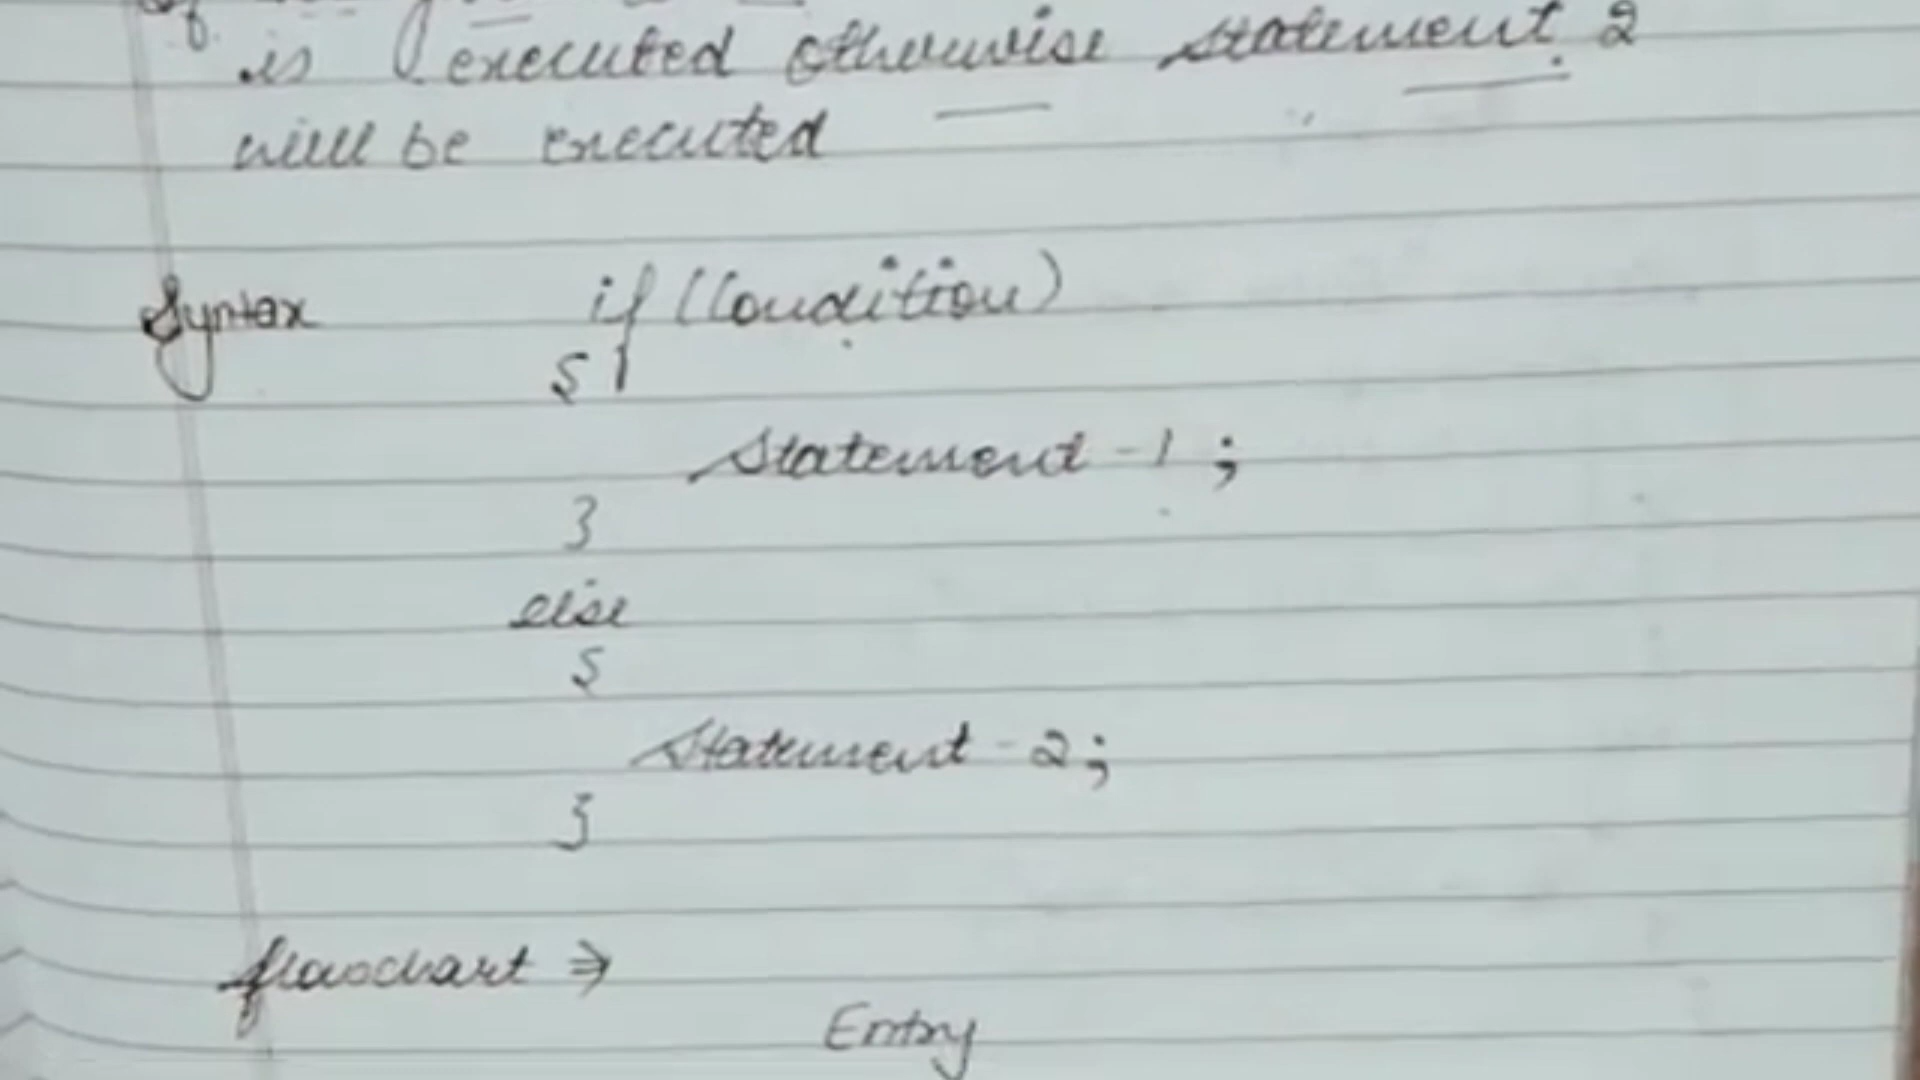 is executed otherwise statement 2
will be executed
Syntax if (Condition)
{
Statement - 1 ;
}
else
{
Statement - 2 ;
}
flowchart ⇒
Entry